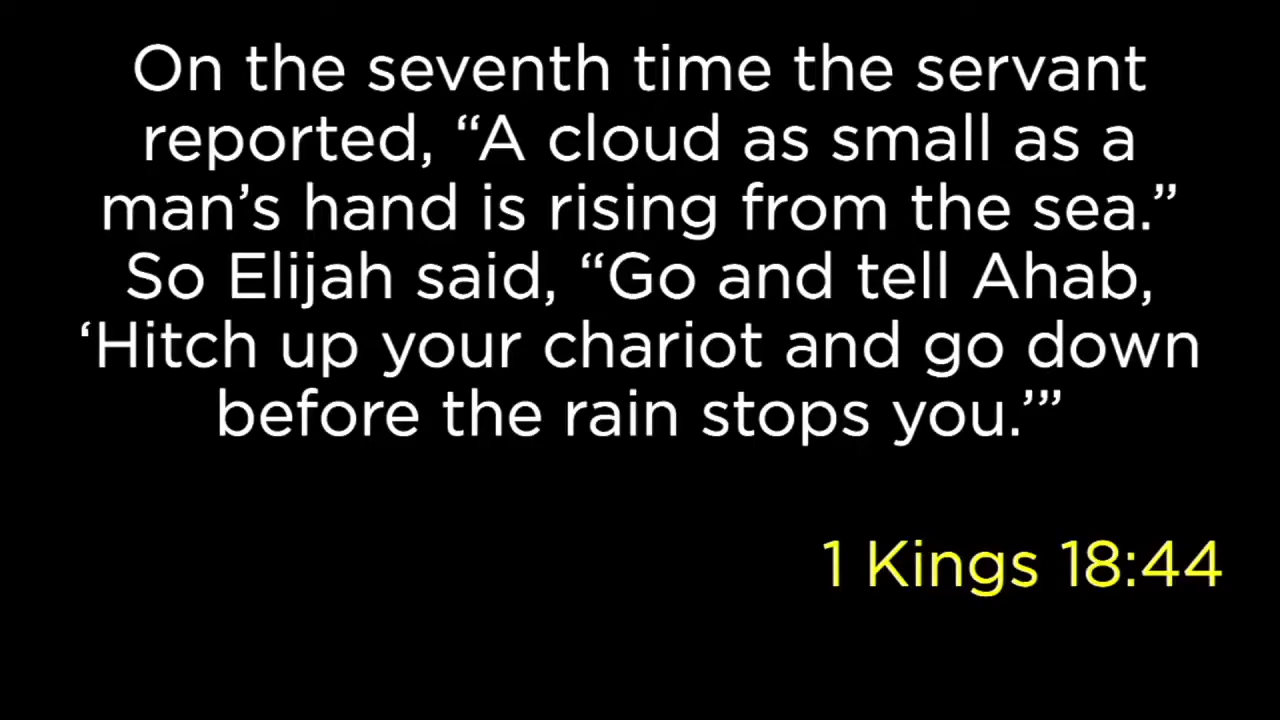 On the seventh time the servant
reported, “A cloud as small as a
man’s hand is rising from the sea.”
So Elijah said, “Go and tell Ahab,
‘Hitch up your chariot and go down
before the rain stops you.’”
1 Kings 18:44